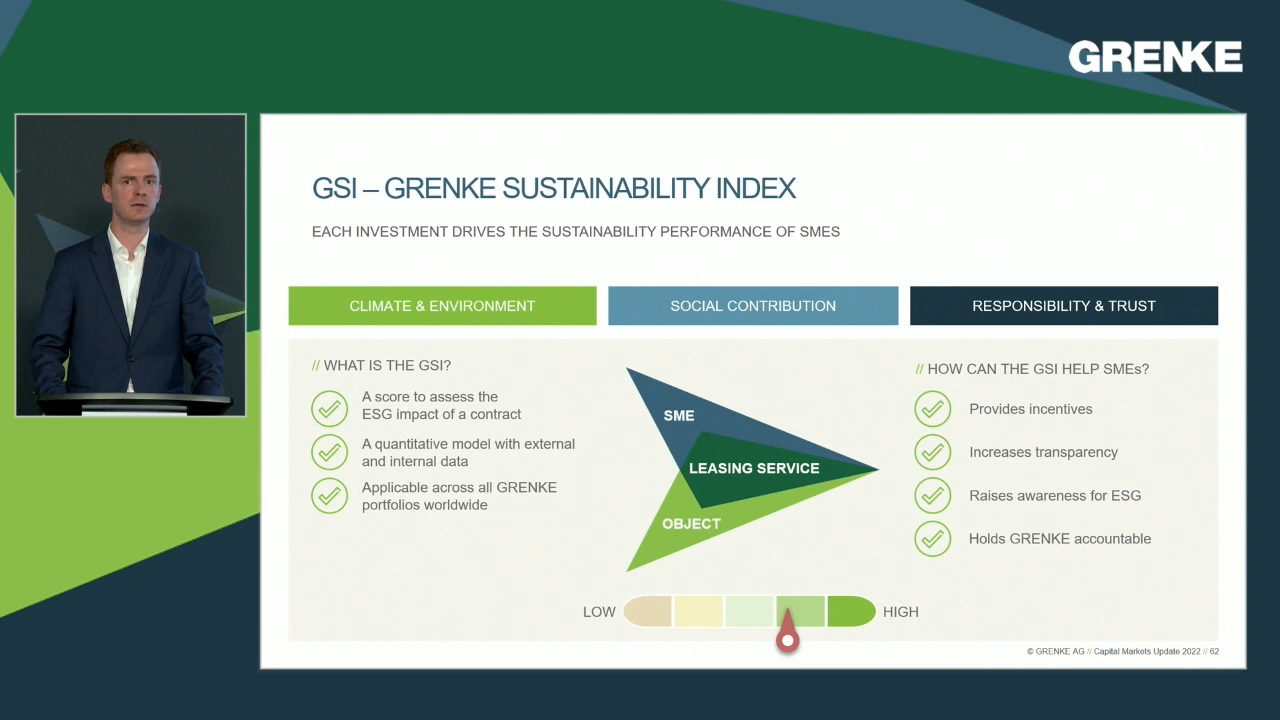 GRENKE
GSI – GRENKE SUSTAINABILITY INDEX
EACH INVESTMENT DRIVES THE SUSTAINABILITY PERFORMANCE OF SMES
CLIMATE & ENVIRONMENT
SOCIAL CONTRIBUTION
RESPONSIBILITY & TRUST
// WHAT IS THE GSI?
A score to assess the
ESG impact of a contract
A quantitative model with external
and internal data
Applicable across all GRENKE
portfolios worldwide
SME
LEASING SERVICE
OBJECT
LOW
HIGH
// HOW CAN THE GSI HELP SMEs?
Provides incentives
Increases transparency
Raises awareness for ESG
Holds GRENKE accountable
© GRENKE AG // Capital Markets Update 2022 // 62